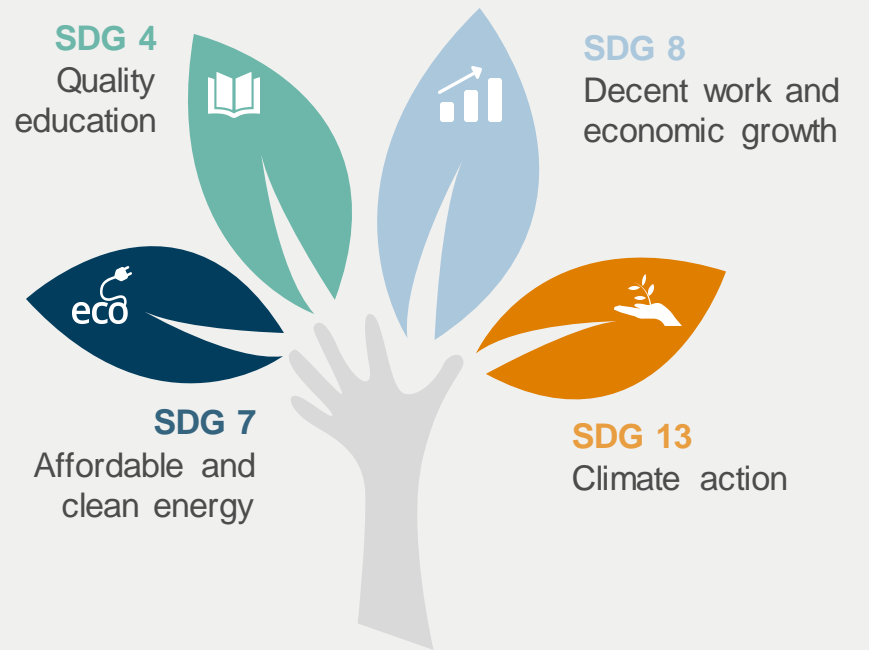 SDG 4
Quality
education
SDG 8
Decent work and
economic growth
eco
SDG 7
Affordable and
clean energy
SDG 13
Climate action